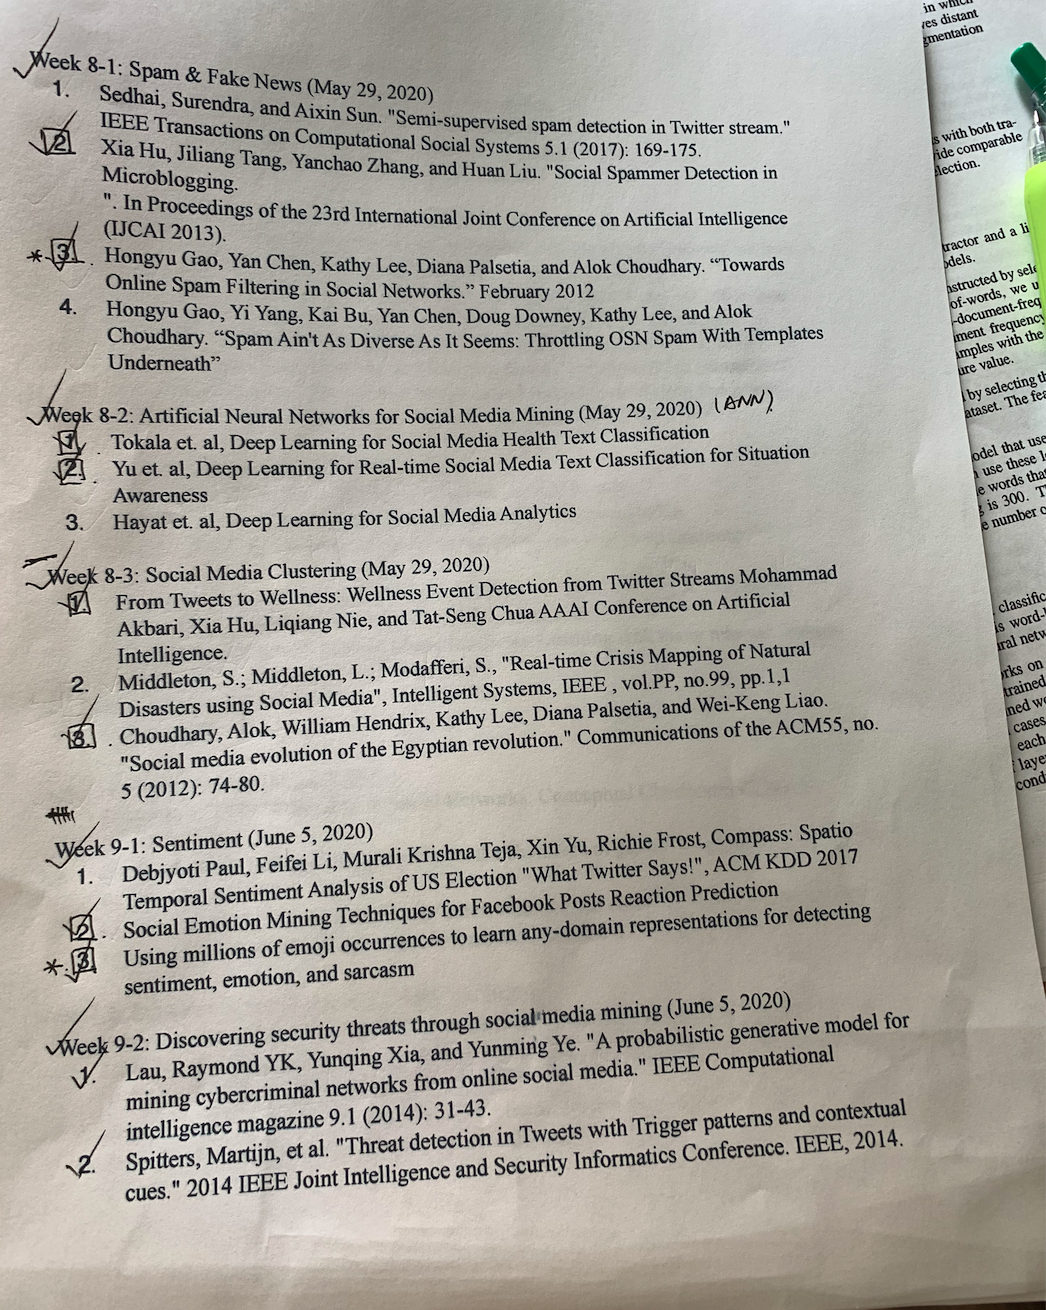 Week 8-1: Spam & Fake News (May 29, 2020)
1. Sedhai, Surendra, and Aixin Sun. "Semi-supervised spam detection in Twitter stream."
IEEE Transactions on Computational Social Systems 5.1 (2017): 169-175.
2. Xia Hu, Jiliang Tang, Yanchao Zhang, and Huan Liu. "Social Spammer Detection in
Microblogging.
". In Proceedings of the 23rd International Joint Conference on Artificial Intelligence
(IJCAI 2013).
*3. Hongyu Gao, Yan Chen, Kathy Lee, Diana Palsetia, and Alok Choudhary. “Towards
Online Spam Filtering in Social Networks.” February 2012
4. Hongyu Gao, Yi Yang, Kai Bu, Yan Chen, Doug Downey, Kathy Lee, and Alok
Choudhary. “Spam Ain't As Diverse As It Seems: Throttling OSN Spam With Templates
Underneath”
Week 8-2: Artificial Neural Networks for Social Media Mining (May 29, 2020) (ANN)
1. Tokala et. al, Deep Learning for Social Media Health Text Classification
2. Yu et. al, Deep Learning for Real-time Social Media Text Classification for Situation
Awareness
3. Hayat et. al, Deep Learning for Social Media Analytics
Week 8-3: Social Media Clustering (May 29, 2020)
1. From Tweets to Wellness: Wellness Event Detection from Twitter Streams Mohammad
Akbari, Xia Hu, Liqiang Nie, and Tat-Seng Chua AAAI Conference on Artificial
Intelligence.
2. Middleton, S.; Middleton, L.; Modafferi, S., "Real-time Crisis Mapping of Natural
Disasters using Social Media", Intelligent Systems, IEEE , vol.PP, no.99, pp.1,1
3. Choudhary, Alok, William Hendrix, Kathy Lee, Diana Palsetia, and Wei-Keng Liao.
"Social media evolution of the Egyptian revolution." Communications of the ACM55, no.
5 (2012): 74-80.
Week 9-1: Sentiment (June 5, 2020)
1. Debjyoti Paul, Feifei Li, Murali Krishna Teja, Xin Yu, Richie Frost, Compass: Spatio
Temporal Sentiment Analysis of US Election "What Twitter Says!", ACM KDD 2017
2. Social Emotion Mining Techniques for Facebook Posts Reaction Prediction
*3. Using millions of emoji occurrences to learn any-domain representations for detecting
sentiment, emotion, and sarcasm
Week 9-2: Discovering security threats through social media mining (June 5, 2020)
1. Lau, Raymond YK, Yunqing Xia, and Yunming Ye. "A probabilistic generative model for
mining cybercriminal networks from online social media." IEEE Computational
intelligence magazine 9.1 (2014): 31-43.
2. Spitters, Martijn, et al. "Threat detection in Tweets with Trigger patterns and contextual
cues." 2014 IEEE Joint Intelligence and Security Informatics Conference. IEEE, 2014.
in which
distant
gmentation
s with both tra-
ide comparable
lection.
tractor and a li
odels.
nstructed by sele
of-words, we u
-document-freq
ment frequency
mples with the
ure value.
by selecting th
ataset. The fea
odel that use
use these
e words tha
is 300. T
e number o
classific
is word-
ral netw
rks on
trained
ned w
cases
each
laye
cond